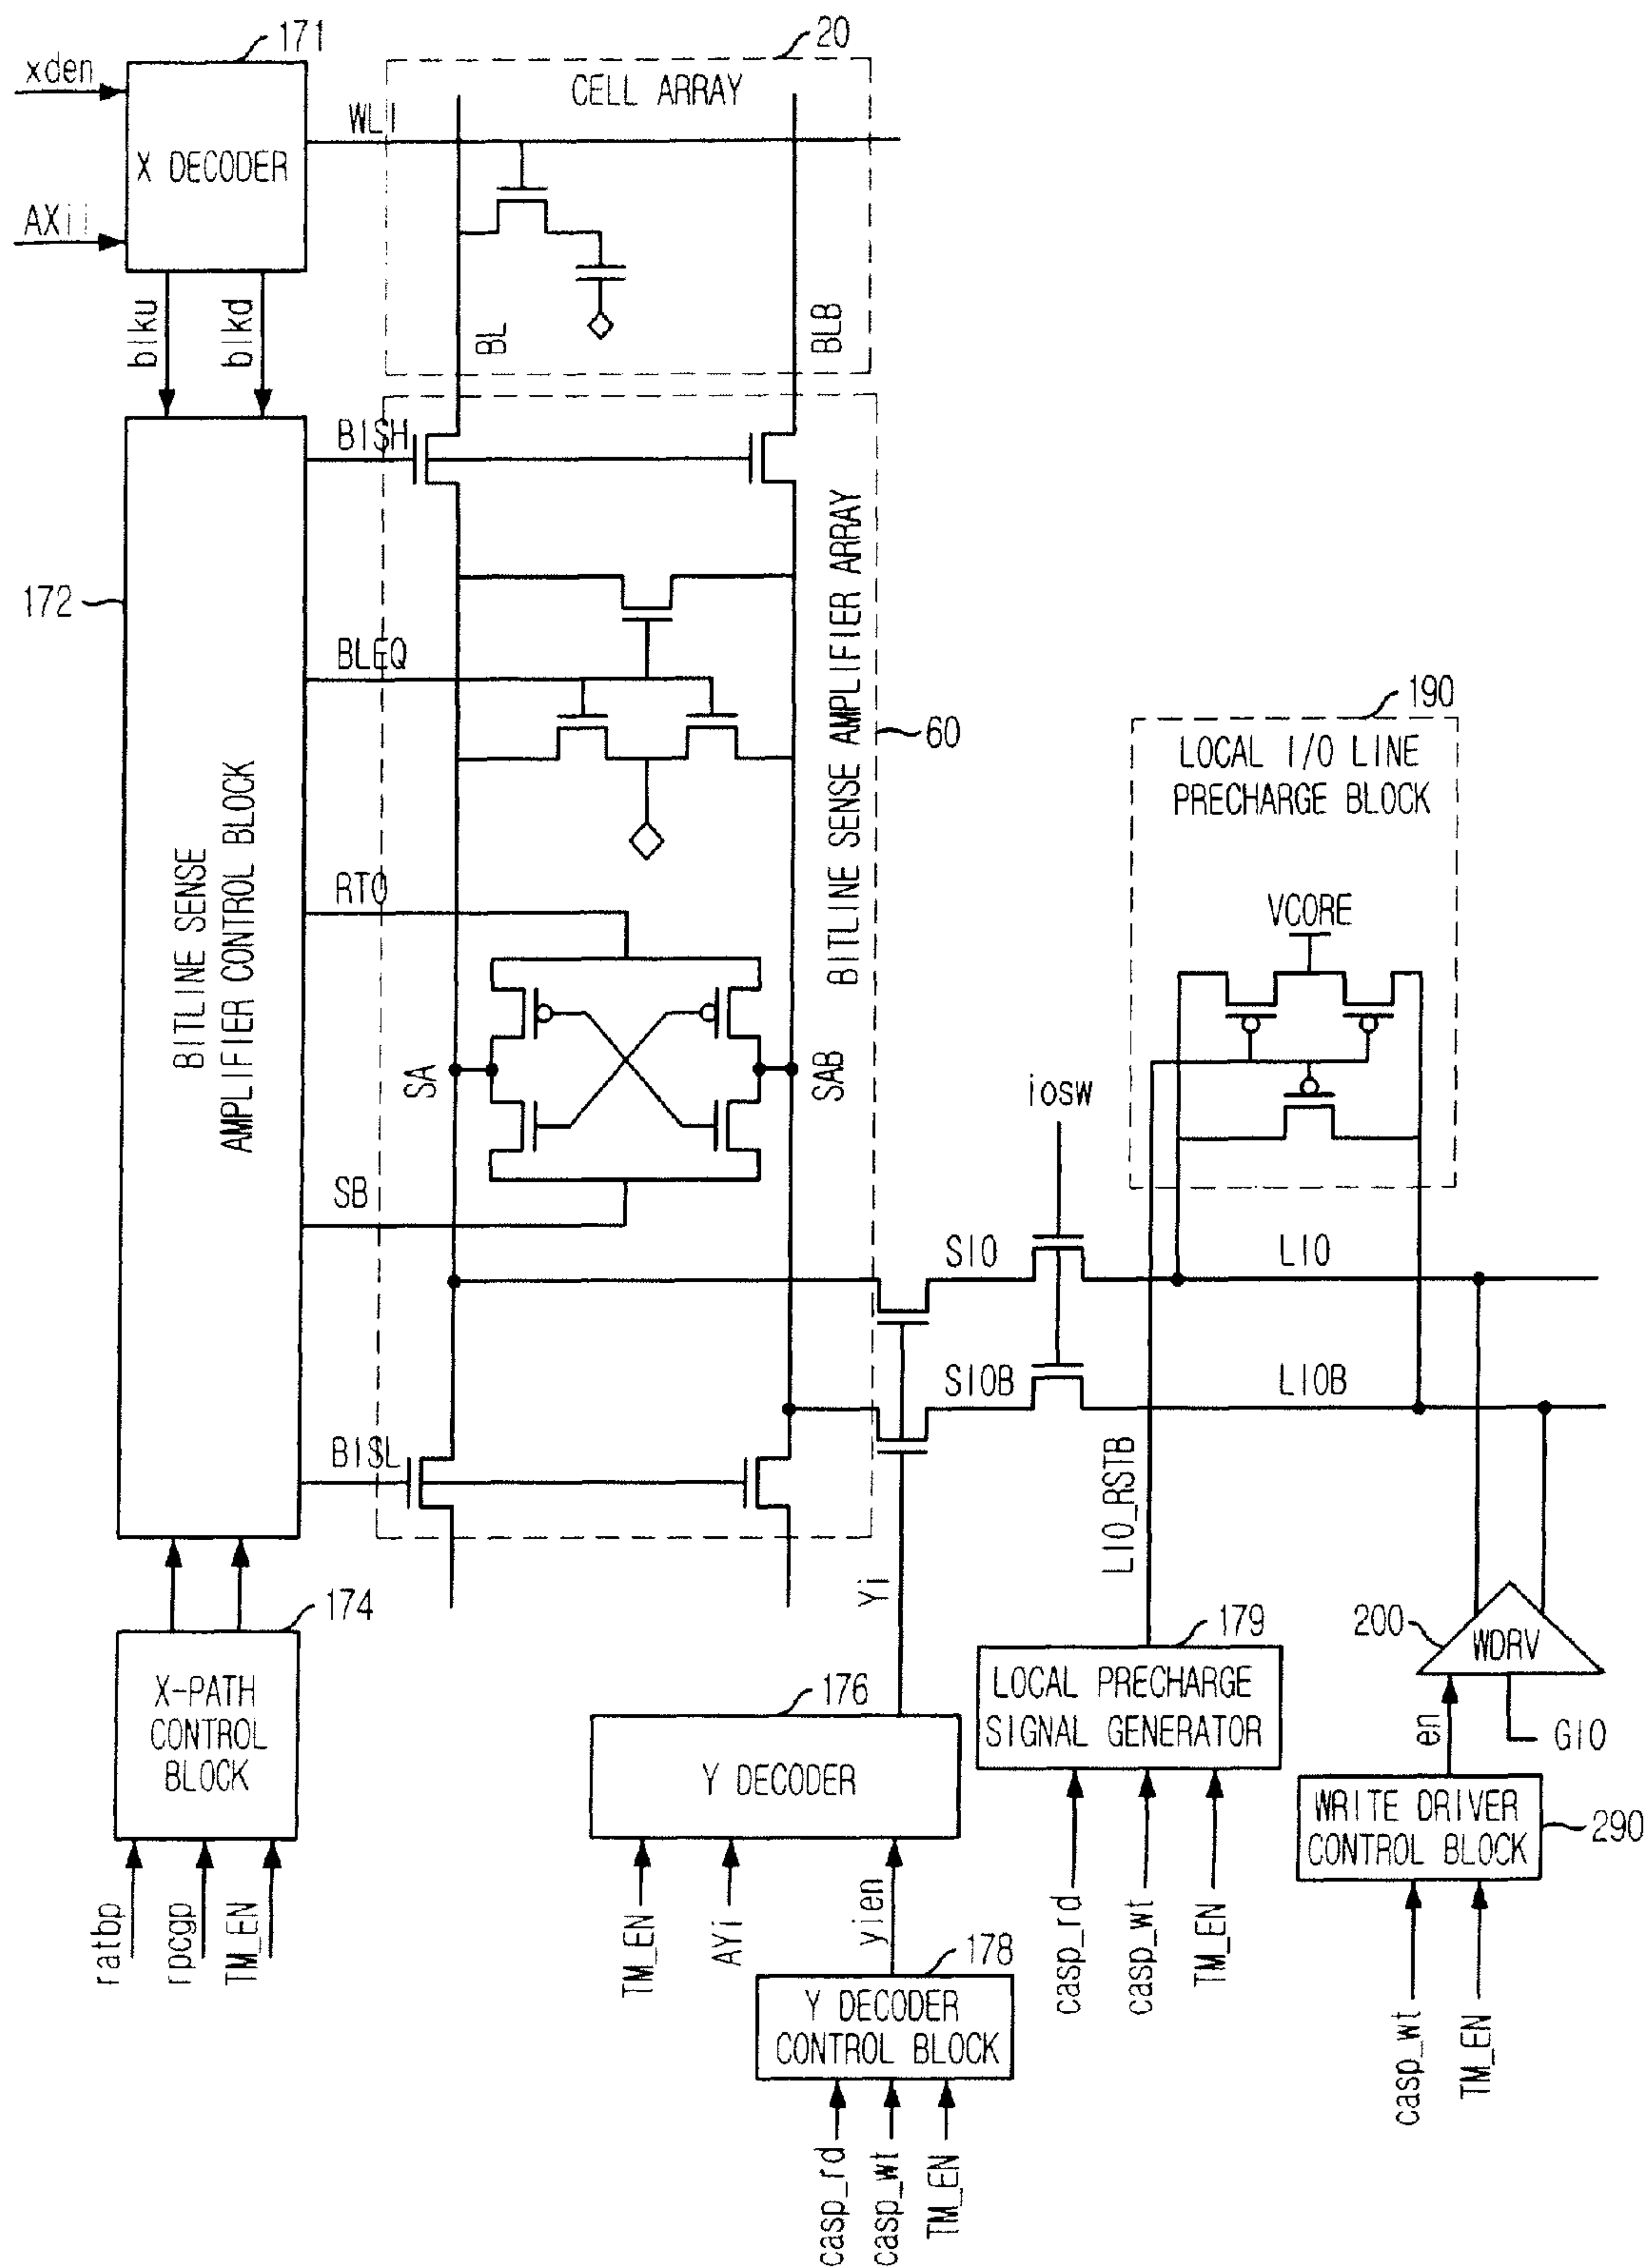 171
20
xden
CELL ARRAY
WLi
X DECODER
AXij
blku
blkd
BL
BLB
BISH
172
BITLINE SENSE
AMPLIFIER CONTROL BLOCK
BLEQ
60
BITLINE SENSE AMPLIFIER ARRAY
190
LOCAL I/O LINE
PRECHARGE BLOCK
RTO
VCORE
SA
SAB
iosw
SB
SIO
LIO
SIOB
LIOB
BISL
LIO_RSTB
Yi
174
X-PATH
CONTROL
BLOCK
176
Y DECODER
179
LOCAL PRECHARGE
SIGNAL GENERATOR
200
WDRV
en
GIO
WRITE DRIVER
CONTROL BLOCK
290
ratbp
rpcgp
TM_EN
TM_EN
AYi
yien
178
Y DECODER
CONTROL BLOCK
casp_rd
casp_wt
TM_EN
casp_wt
TM_EN
casp_rd
casp_wt
TM_EN